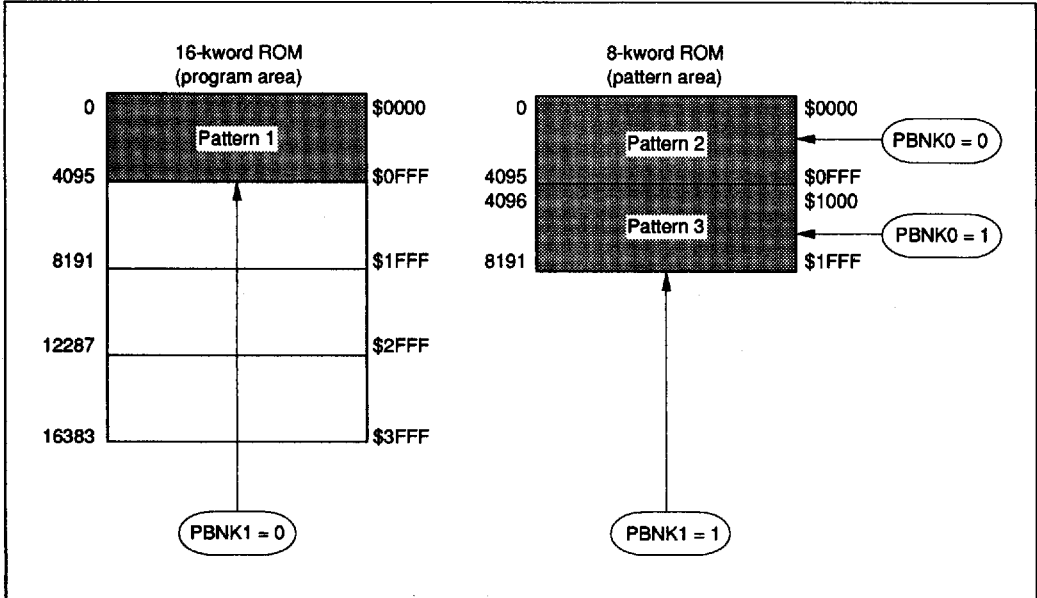 16-kword ROM
(program area)
0
$0000
Pattern 1
4095
$0FFF
8191
$1FFF
12287
$2FFF
16383
$3FFF
PBNK1 = 0
8-kword ROM
(pattern area)
0
$0000
Pattern 2
PBNK0 = 0
4095
$0FFF
4096
$1000
Pattern 3
PBNK0 = 1
8191
$1FFF
PBNK1 = 1